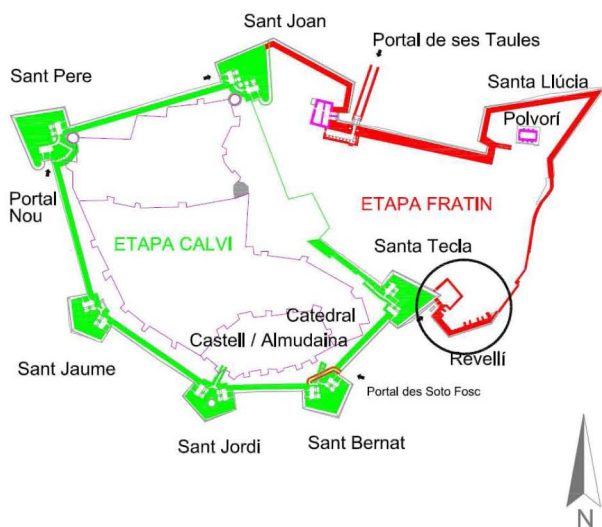 Sant Joan
Portal de ses Taules
Sant Pere
Santa Llúcia
Polvorí
Portal
Nou
ETAPA FRATIN
ETAPA CALVI
Santa Tecla
Catedral
Castell / Almudaina
Revellí
Sant Jaume
Portal des Soto Fosc
Sant Jordi
Sant Bernat
N